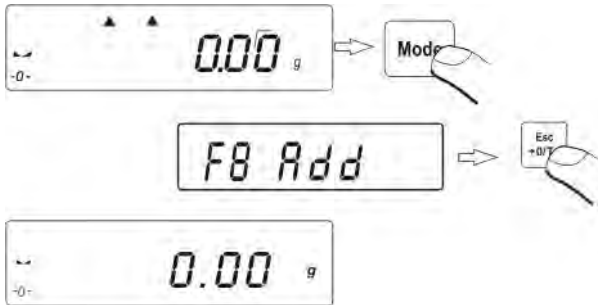 0.00 g
-0-
Mode
F8 Add
Esc
→0/T
0.00 g
-0-